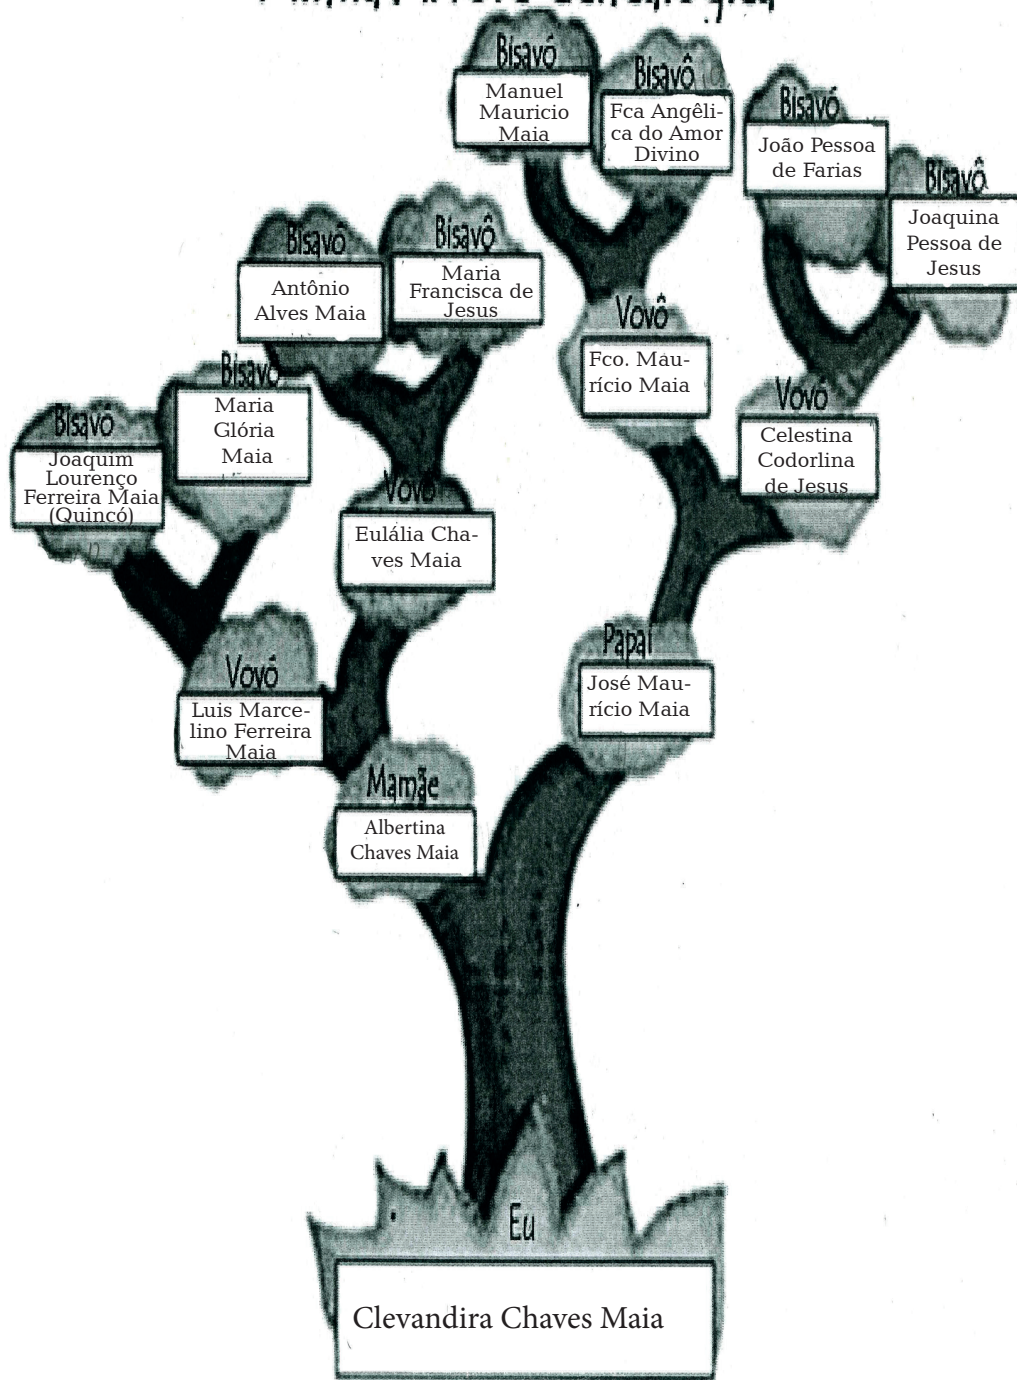 Bisavó
Manuel
Mauricio
Maia
Bisavô
Fca Angêli-
ca do Amor
Divino
Bisavó
João Pessoa
de Farias
Bisavô
Joaquina
Pessoa de
Jesus
Bisavô
Antônio
Alves Maia
Bisavô
Maria
Francisca de
Jesus
Vovô
Fco. Mau-
rício Maia
Vovó
Celestina
Codorlina
de Jesus
Bisavô
Joaquim
Lourenço
Ferreira Maia
(Quincó)
Bisavó
Maria
Glória
Maia
Vovó
Eulália Cha-
ves Maia
Vovó
Luis Marce-
lino Ferreira
Maia
Papai
José Mau-
rício Maia
Mamãe
Albertina
Chaves Maia
Eu
Clevandira Chaves Maia